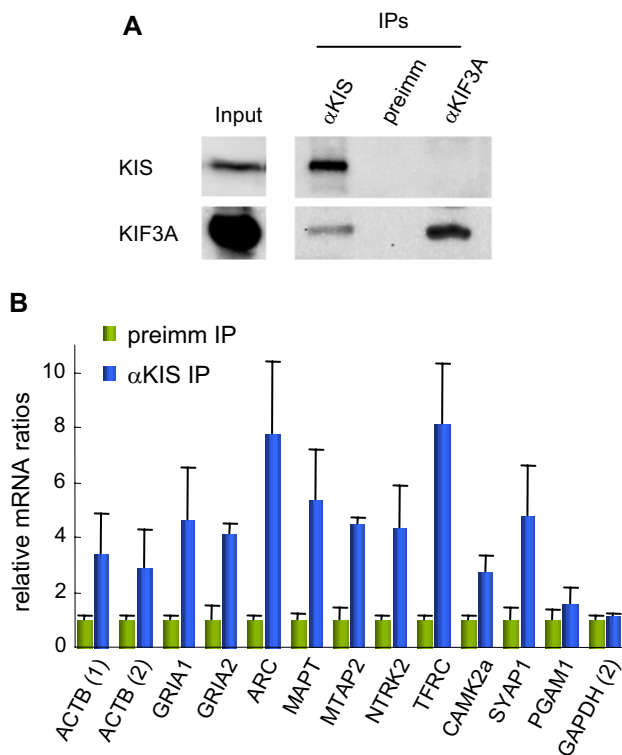 A
IPs
Input
αKIS
preimm
αKIF3A
KIS
KIF3A
B
preimm IP
αKIS IP
relative mRNA ratios
10
8
6
4
2
0
ACTB (1)
ACTB (2)
GRIA1
GRIA2
ARC
MAPT
MTAP2
NTRK2
TFRC
CAMK2a
SYAP1
PGAM1
GAPDH (2)